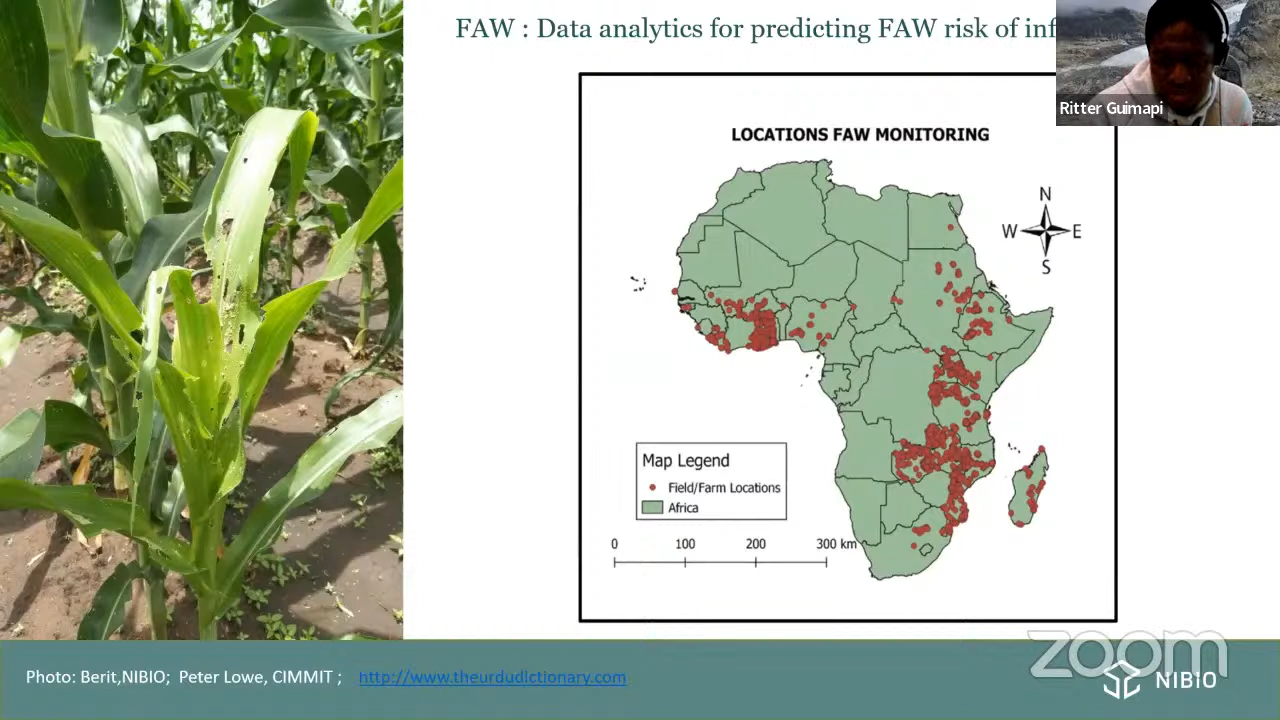 FAW : Data analytics for predicting FAW risk of inf
Ritter Guimapi
LOCATIONS FAW MONITORING
N
W E
S
Map Legend
Field/Farm Locations
Africa
0 100 200 300 km
Photo: Berit,NIBIO; Peter Lowe, CIMMIT ; http://www.theurdudictionary.com
zoom
NIBIO